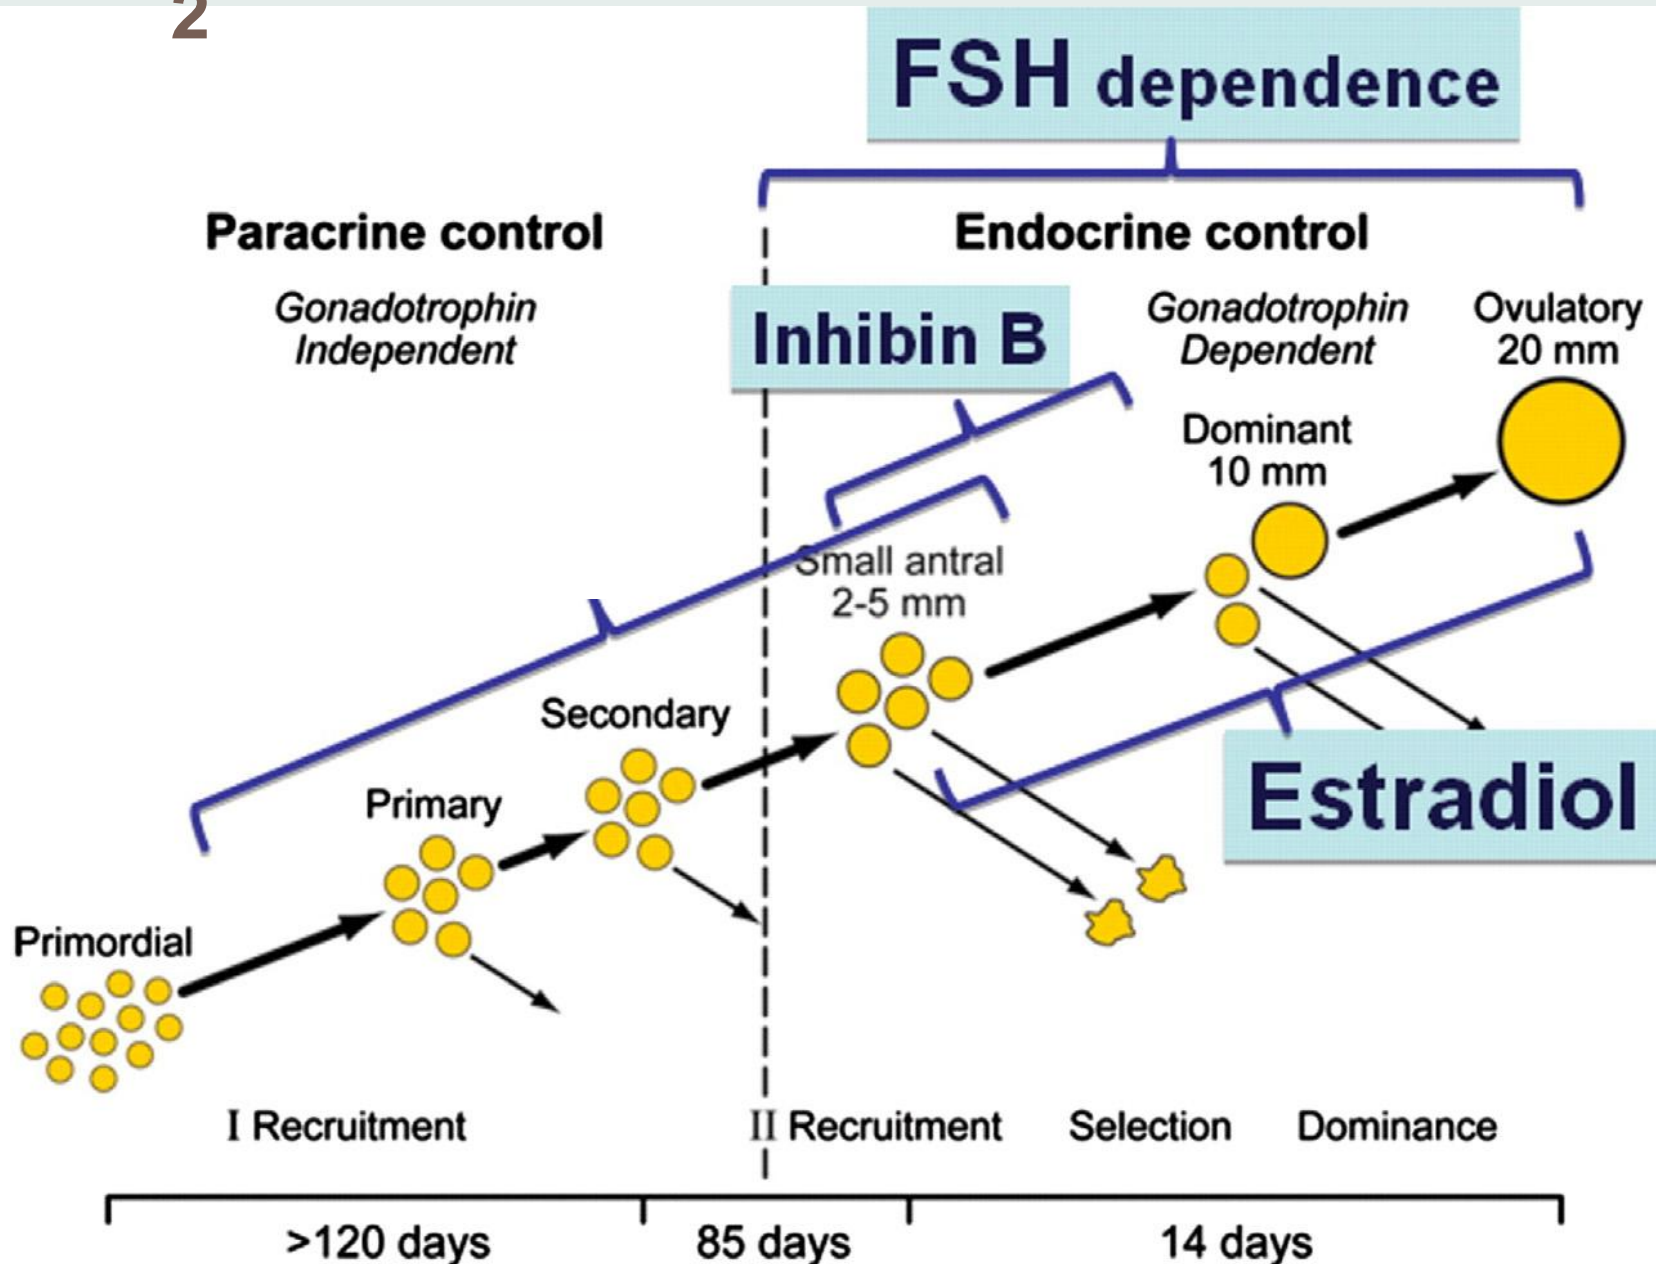 2
FSH dependence
Paracrine control
Endocrine control
Gonadotrophin
Independent
Inhibin B
Gonadotrophin
Dependent
Ovulatory
20 mm
Dominant
10 mm
Small antral
2-5 mm
Secondary
Primary
Estradiol
Primordial
I Recruitment
II Recruitment
Selection
Dominance
>120 days
85 days
14 days